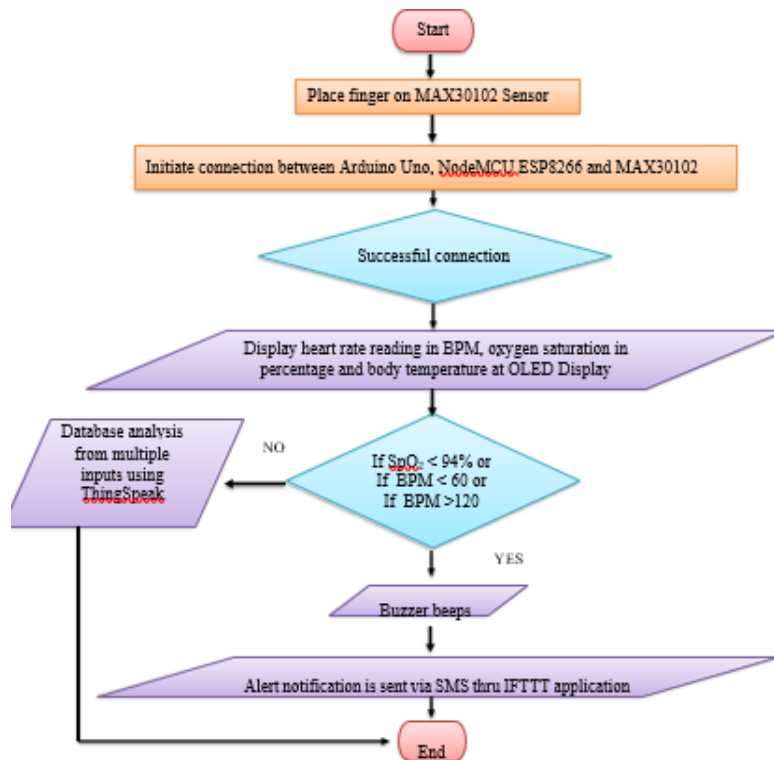 Start
Place finger on MAX30102 Sensor
Initiate connection between Arduino Uno, NodeMCU ESP8266 and MAX30102
Successful connection
Display heart rate reading in BPM, oxygen saturation in
percentage and body temperature at OLED Display
Database analysis
from multiple
inputs using
ThingSpeak
NO
If SpO₂ < 94% or
If BPM < 60 or
If BPM >120
YES
Buzzer beeps
Alert notification is sent via SMS thru IFTTT application
End